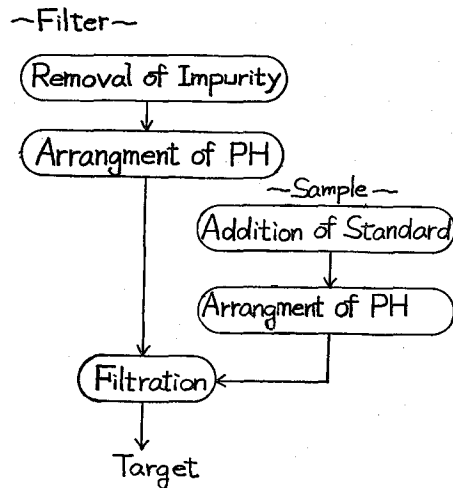 ~Filter~
Removal of Impurity
Arrangment of PH
~Sample~
Addition of Standard
Arrangment of PH
Filtration
Target